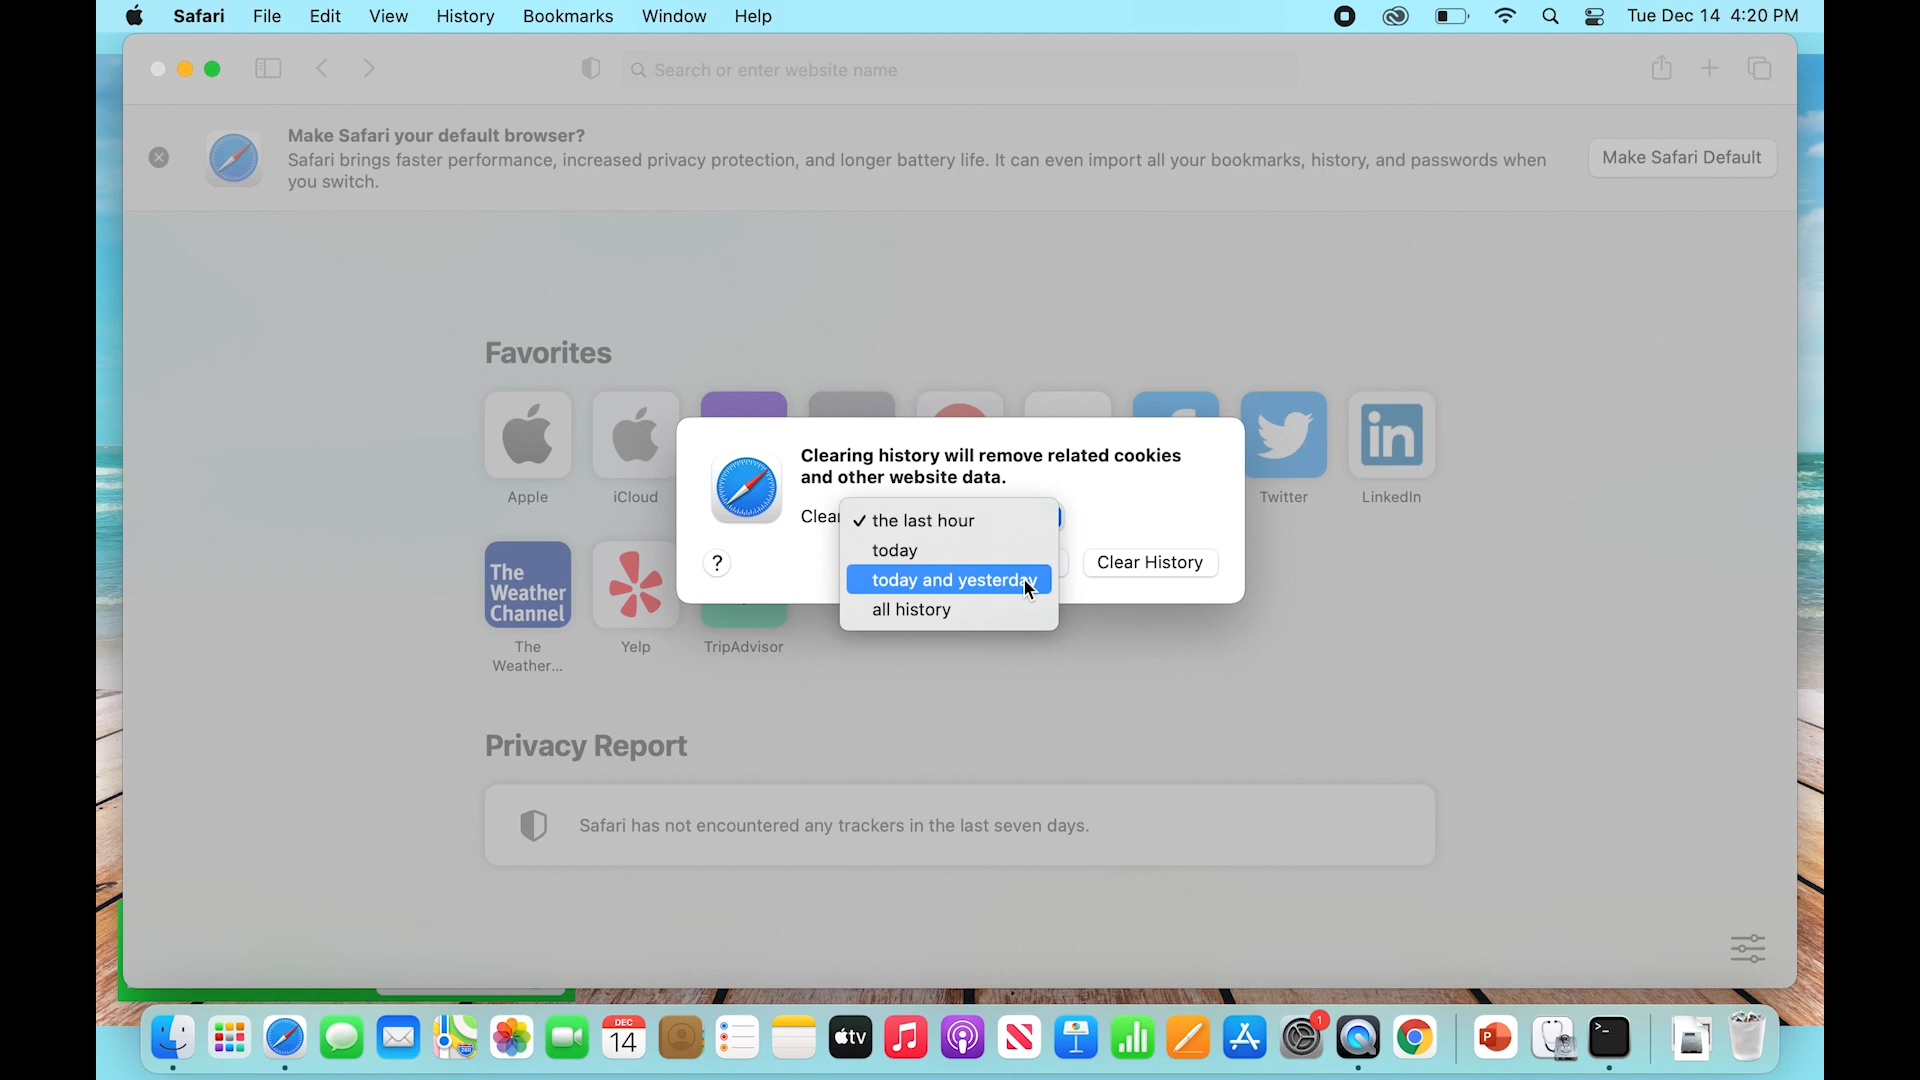 Safari File Edit View History Bookmarks Window Help Tue Dec 14 4:20 PM
Search or enter website name
Make Safari your default browser?
Safari brings faster performance, increased privacy protection, and longer battery life. It can even import all your bookmarks, history, and passwords when
you switch.
Make Safari Default
Favorites
Apple
iCloud
Twitter
LinkedIn
in
Clearing history will remove related cookies
and other website data.
Clear
✓ the last hour
today
today and yesterday
all history
?
Clear History
The
Weather
Channel
The
Weather...
Yelp
TripAdvisor
Privacy Report
Safari has not encountered any trackers in the last seven days.
DEC
14
tv
1
P
>_